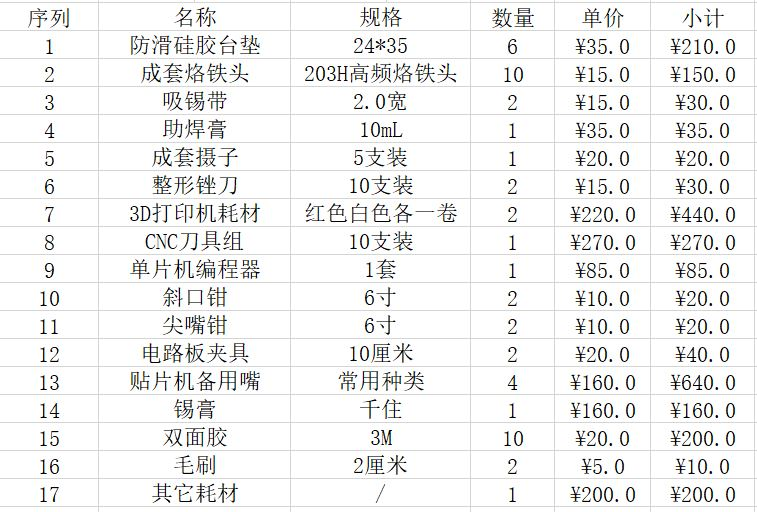 序列 名称 规格 数量 单价 小计
1 防滑硅胶台垫 24*35 6 ¥35.0 ¥210.0
2 成套烙铁头 203H高频烙铁头 10 ¥15.0 ¥150.0
3 吸锡带 2.0宽 2 ¥15.0 ¥30.0
4 助焊膏 10mL 1 ¥35.0 ¥35.0
5 成套摄子 5支装 1 ¥20.0 ¥20.0
6 整形锉刀 10支装 2 ¥15.0 ¥30.0
7 3D打印机耗材 红色白色各一卷 2 ¥220.0 ¥440.0
8 CNC刀具组 10支装 1 ¥270.0 ¥270.0
9 单片机编程器 1套 1 ¥85.0 ¥85.0
10 斜口钳 6寸 2 ¥10.0 ¥20.0
11 尖嘴钳 6寸 2 ¥10.0 ¥20.0
12 电路板夹具 10厘米 2 ¥20.0 ¥40.0
13 贴片机备用嘴 常用种类 4 ¥160.0 ¥640.0
14 锡膏 千住 1 ¥160.0 ¥160.0
15 双面胶 3M 10 ¥20.0 ¥200.0
16 毛刷 2厘米 2 ¥5.0 ¥10.0
17 其它耗材 / 1 ¥200.0 ¥200.0